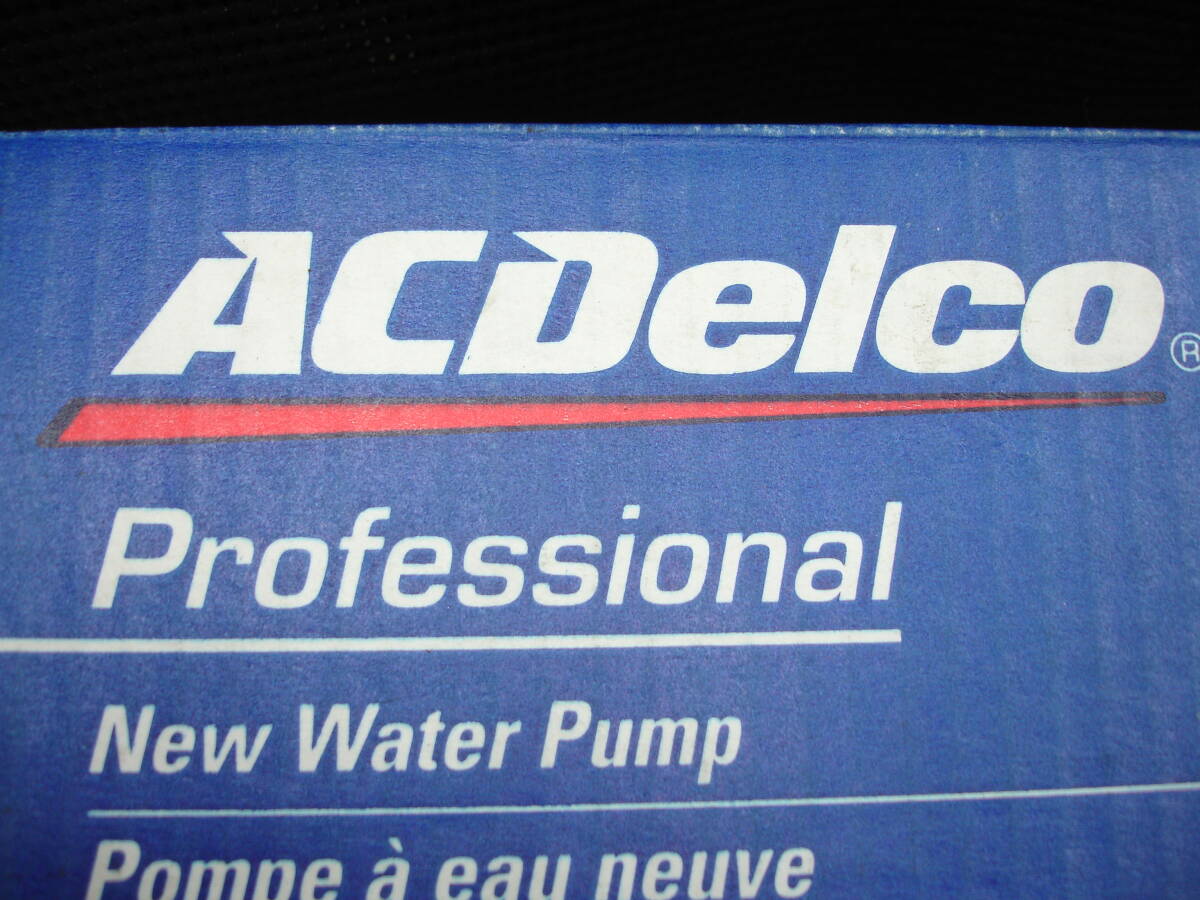 ACDelco®
Professional
New Water Pump
Pompe à eau neuve